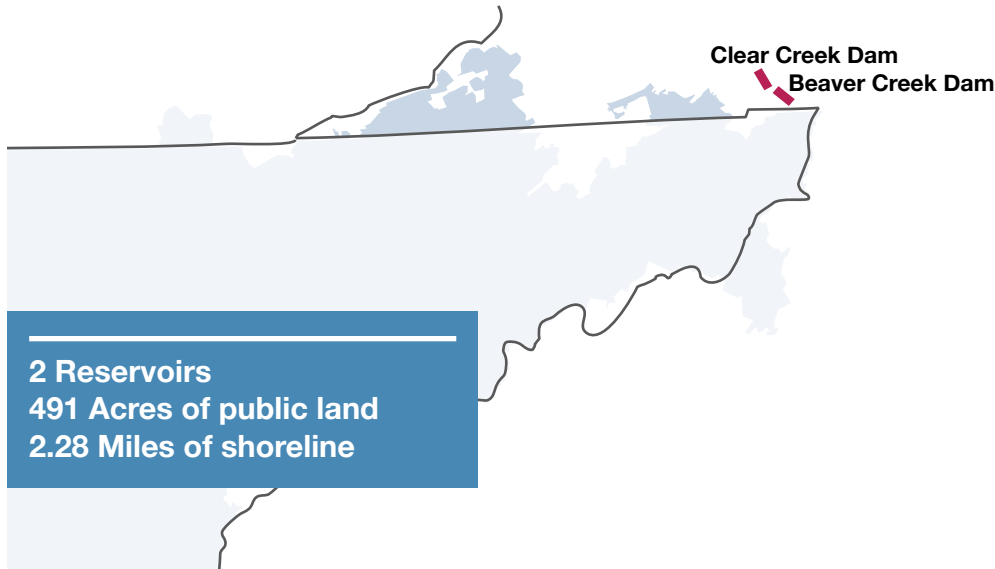 Clear Creek Dam
Beaver Creek Dam
2 Reservoirs
491 Acres of public land
2.28 Miles of shoreline